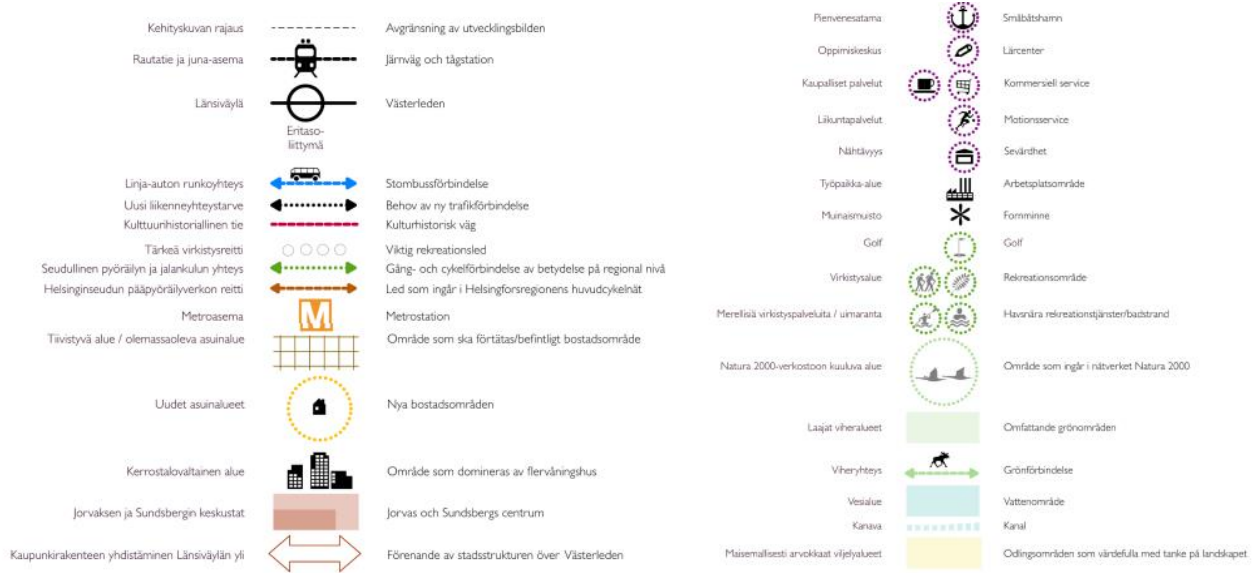 Kehityskuvan rajaus Avgränsning av utvecklingsbilden
Rautatie ja juna-asema Järnväg och tågstation
Länsiväylä Västerleden
Eritaso-
liittymä
Linja-auton runkoyhteys Stombussförbindelse
Uusi liikenneyhteystarve Behov av ny trafikförbindelse
Kulttuurihistoriallinen tie Kulturhistorisk väg
Tärkeä virkistysreitti Viktig rekreationsled
Seudullinen pyöräilyn ja jalankulun yhteys Gång- och cykelförbindelse av betydelse på regional nivå
Helsinginseudun pääpyöräilyverkon reitti Led som ingår i Helsingforsregionens huvudcykelnät
Metroasema M Metrostation
Tiivistyvä alue / olemassaoleva asuinalue Område som ska förtätas/befintligt bostadsområde
Uudet asuinalueet Nya bostadsområden
Kerrostalovaltainen alue Område som domineras av flervåningshus
Jorvaksen ja Sundsbergin keskustat Jorvas och Sundsbergs centrum
Kaupunkirakenteen yhdistäminen Länsiväylän yli Förenande av stadsstrukturen över Västerleden
Pienvenesatama Småbåtshamn
Oppimiskeskus Lärcenter
Kaupalliset palvelut Kommersiell service
Liikuntapalvelut Motionsservice
Nähtävyys Sevärdhet
Työpaikka-alue Arbetsplatsområde
Muinaismuisto Fornminne
Golf Golf
Virkistysalue Rekreationsområde
Merellisiä virkistyspalveluita / uimaranta Havsnära rekreationstjänster/badstrand
Natura 2000-verkostoon kuuluva alue Område som ingår i nätverket Natura 2000
Laajat viheralueet Omfattande grönområden
Viheryhteys Grönförbindelse
Vesialue Vattenområde
Kanava Kanal
Maisemallisesti arvokkaat viljelyalueet Odlingsområden som värdefulla med tanke på landskapet